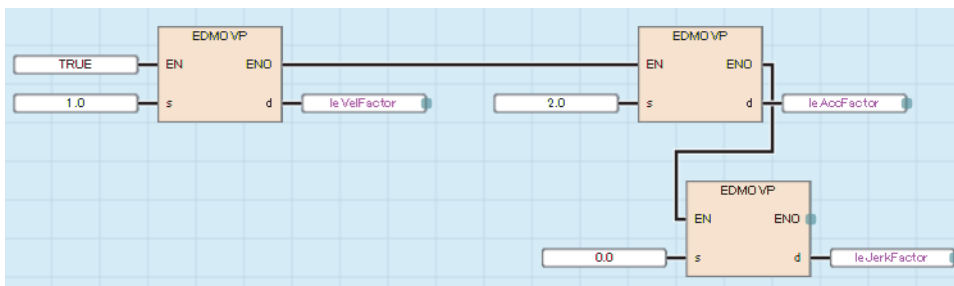 EDMOVP EDMOVP
TRUE EN ENO EN ENO
1.0 s d leVelFactor 2.0 s d leAccFactor
EDMOVP
EN ENO
0.0 s d leJerkFactor